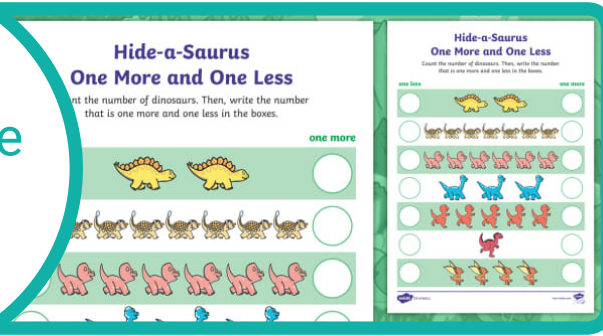 e
Hide-a-Saurus
One More and One Less
nt the number of dinosaurs. Then, write the number
that is one more and one less in the boxes.
one more
Hide-a-Saurus
One More and One Less
Count the number of dinosaurs. Then, write the number
that is one more and one less in the boxes.
one less
one more